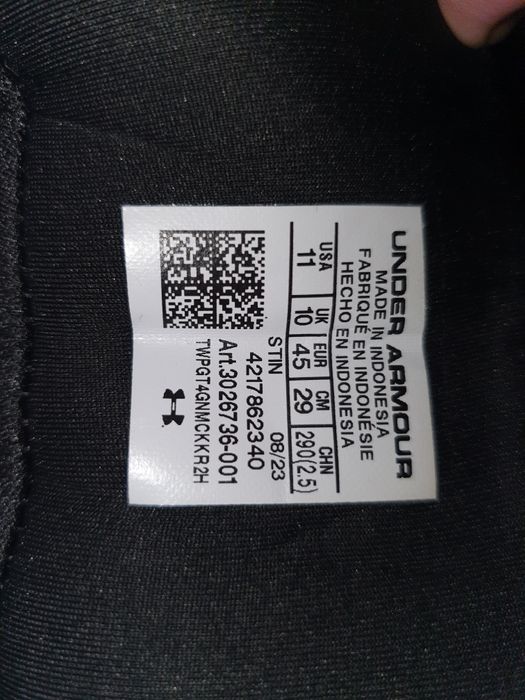 UNDER ARMOUR
MADE IN INDONESIA
FABRIQUÉ EN INDONÉSIE
HECHO EN INDONESIA
USA UK EUR CM CHN
11 10 45 29 290(2.5)
STIN 08/23
4217862340
Art.3026736-001
TWPGT4GNMCKKR2H